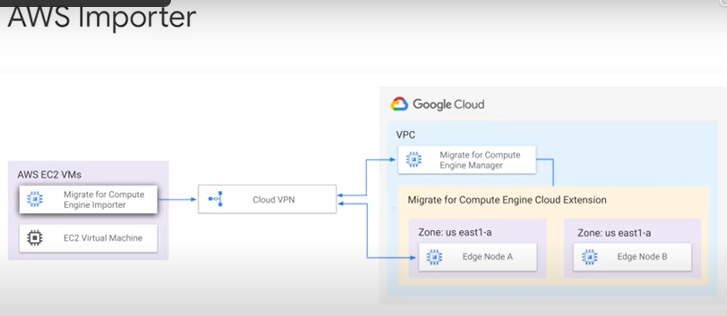 AWS Importer
Google Cloud
VPC
Migrate for Compute
Engine Manager
AWS EC2 VMs
Migrate for Compute
Engine Importer
Cloud VPN
Migrate for Compute Engine Cloud Extension
EC2 Virtual Machine
Zone: us east1-a
Zone: us east1-a
Edge Node A
Edge Node B